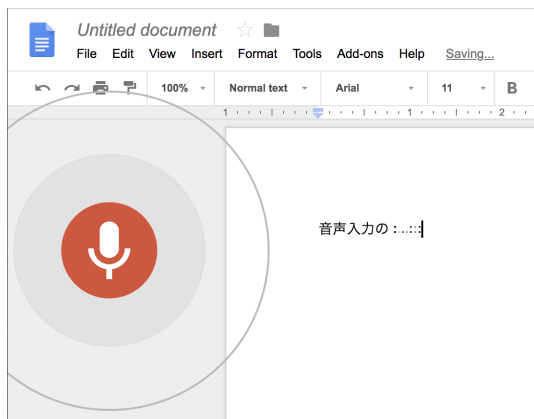 Untitled document
File Edit View Insert Format Tools Add-ons Help Saving...
100% Normal text Arial 11 B
1 1 2
音声入力の：..:::